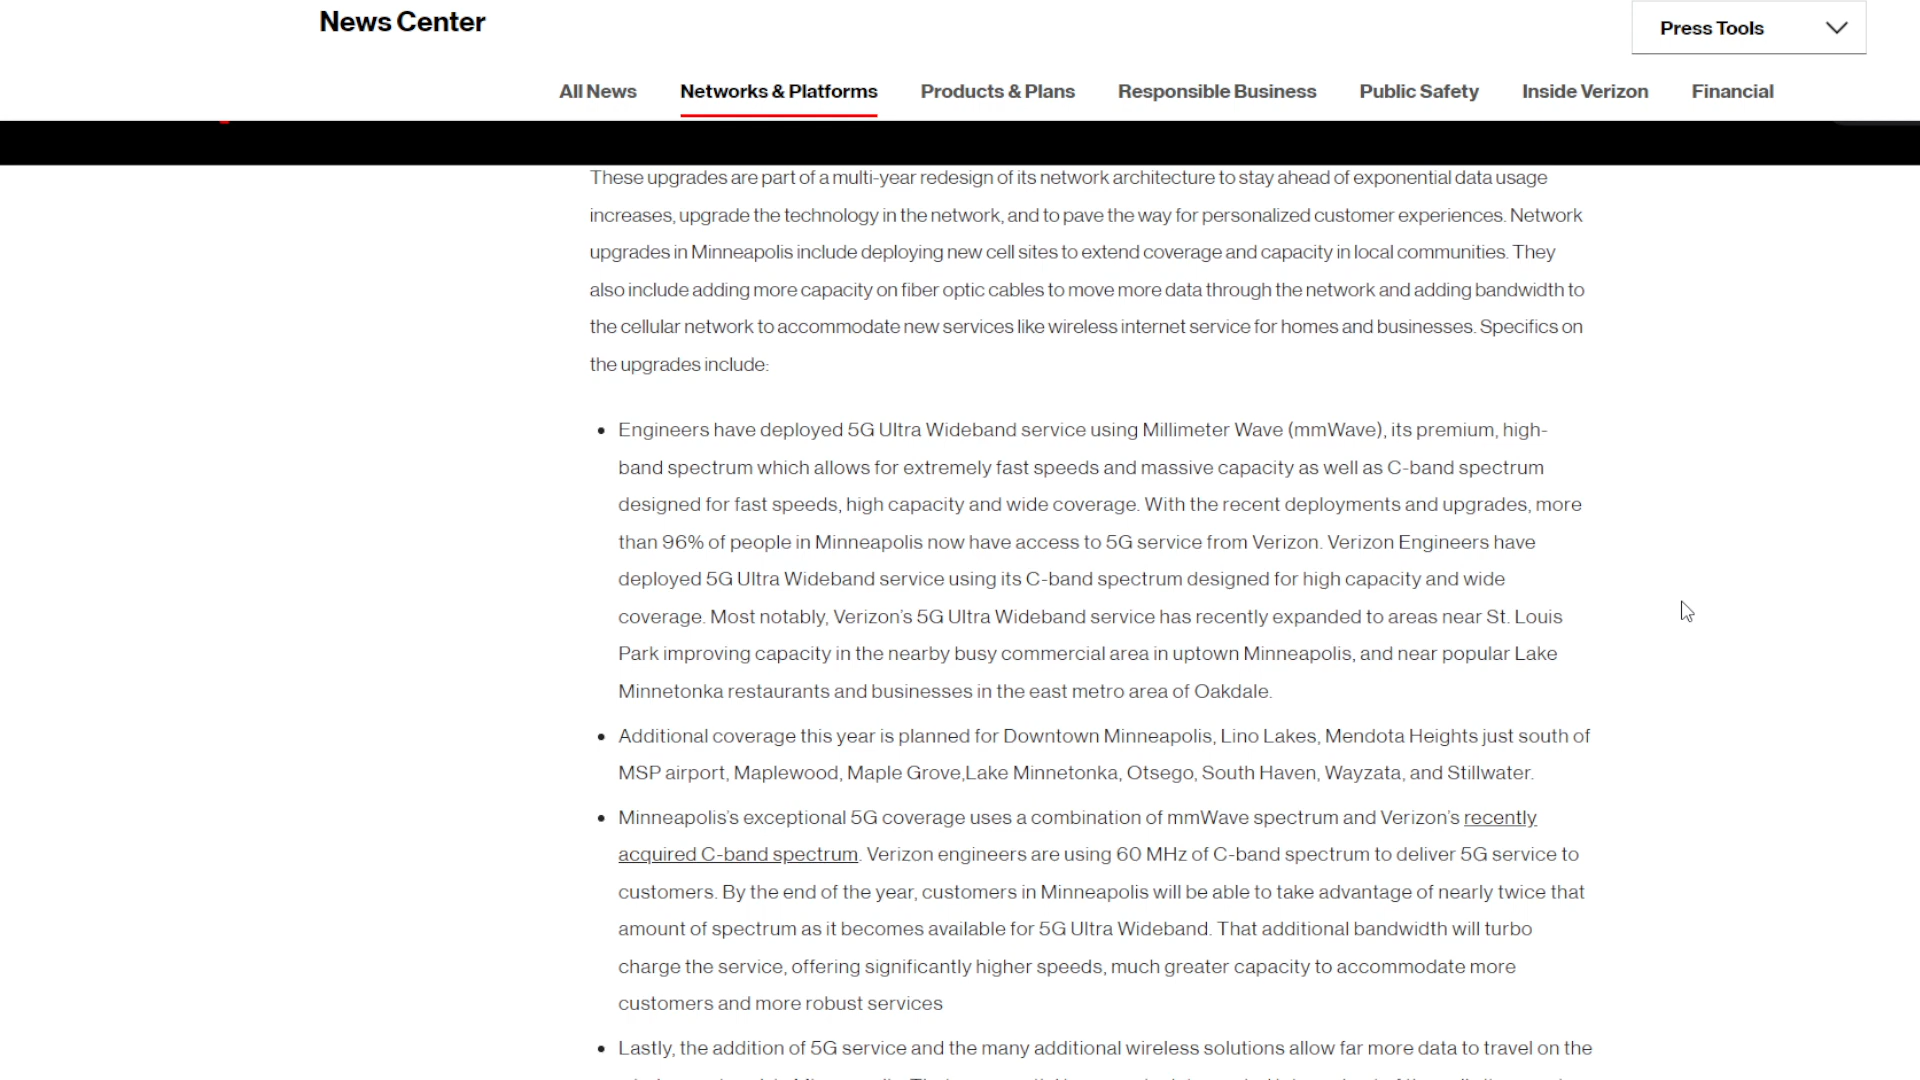 News Center
Press Tools
All News Networks & Platforms Products & Plans Responsible Business Public Safety Inside Verizon Financial
These upgrades are part of a multi-year redesign of its network architecture to stay ahead of exponential data usage
increases, upgrade the technology in the network, and to pave the way for personalized customer experiences. Network
upgrades in Minneapolis include deploying new cell sites to extend coverage and capacity in local communities. They
also include adding more capacity on fiber optic cables to move more data through the network and adding bandwidth to
the cellular network to accommodate new services like wireless internet service for homes and businesses. Specifics on
the upgrades include:
• Engineers have deployed 5G Ultra Wideband service using Millimeter Wave (mmWave), its premium, high-
band spectrum which allows for extremely fast speeds and massive capacity as well as C-band spectrum
designed for fast speeds, high capacity and wide coverage. With the recent deployments and upgrades, more
than 96% of people in Minneapolis now have access to 5G service from Verizon. Verizon Engineers have
deployed 5G Ultra Wideband service using its C-band spectrum designed for high capacity and wide
coverage. Most notably, Verizon's 5G Ultra Wideband service has recently expanded to areas near St. Louis
Park improving capacity in the nearby busy commercial area in uptown Minneapolis, and near popular Lake
Minnetonka restaurants and businesses in the east metro area of Oakdale.
• Additional coverage this year is planned for Downtown Minneapolis, Lino Lakes, Mendota Heights just south of
MSP airport, Maplewood, Maple Grove,Lake Minnetonka, Otsego, South Haven, Wayzata, and Stillwater.
• Minneapolis's exceptional 5G coverage uses a combination of mmWave spectrum and Verizon's recently
acquired C-band spectrum. Verizon engineers are using 60 MHz of C-band spectrum to deliver 5G service to
customers. By the end of the year, customers in Minneapolis will be able to take advantage of nearly twice that
amount of spectrum as it becomes available for 5G Ultra Wideband. That additional bandwidth will turbo
charge the service, offering significantly higher speeds, much greater capacity to accommodate more
customers and more robust services
• Lastly, the addition of 5G service and the many additional wireless solutions allow far more data to travel on the